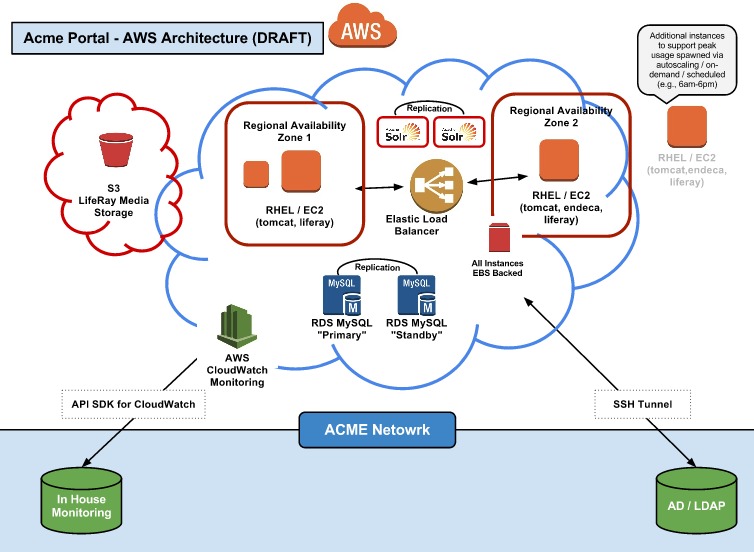 Acme Portal - AWS Architecture (DRAFT)
AWS
Additional instances
to support peak
usage spawned via
autoscaling / on-
demand / scheduled
(e.g., 6am-6pm)
RHEL / EC2
(tomcat,endeca,
liferay)
S3
LifeRay Media
Storage
Regional Availability
Zone 1
RHEL / EC2
(tomcat, liferay)
Replication
Apache
Solr
Apache
Solr
Elastic Load
Balancer
Regional Availability
Zone 2
RHEL / EC2
(tomcat, endeca,
liferay)
All Instances
EBS Backed
Replication
MySQL
M
RDS MySQL
"Primary"
MySQL
M
RDS MySQL
"Standby"
AWS
CloudWatch
Monitoring
API SDK for CloudWatch
SSH Tunnel
ACME Netowrk
In House
Monitoring
AD / LDAP